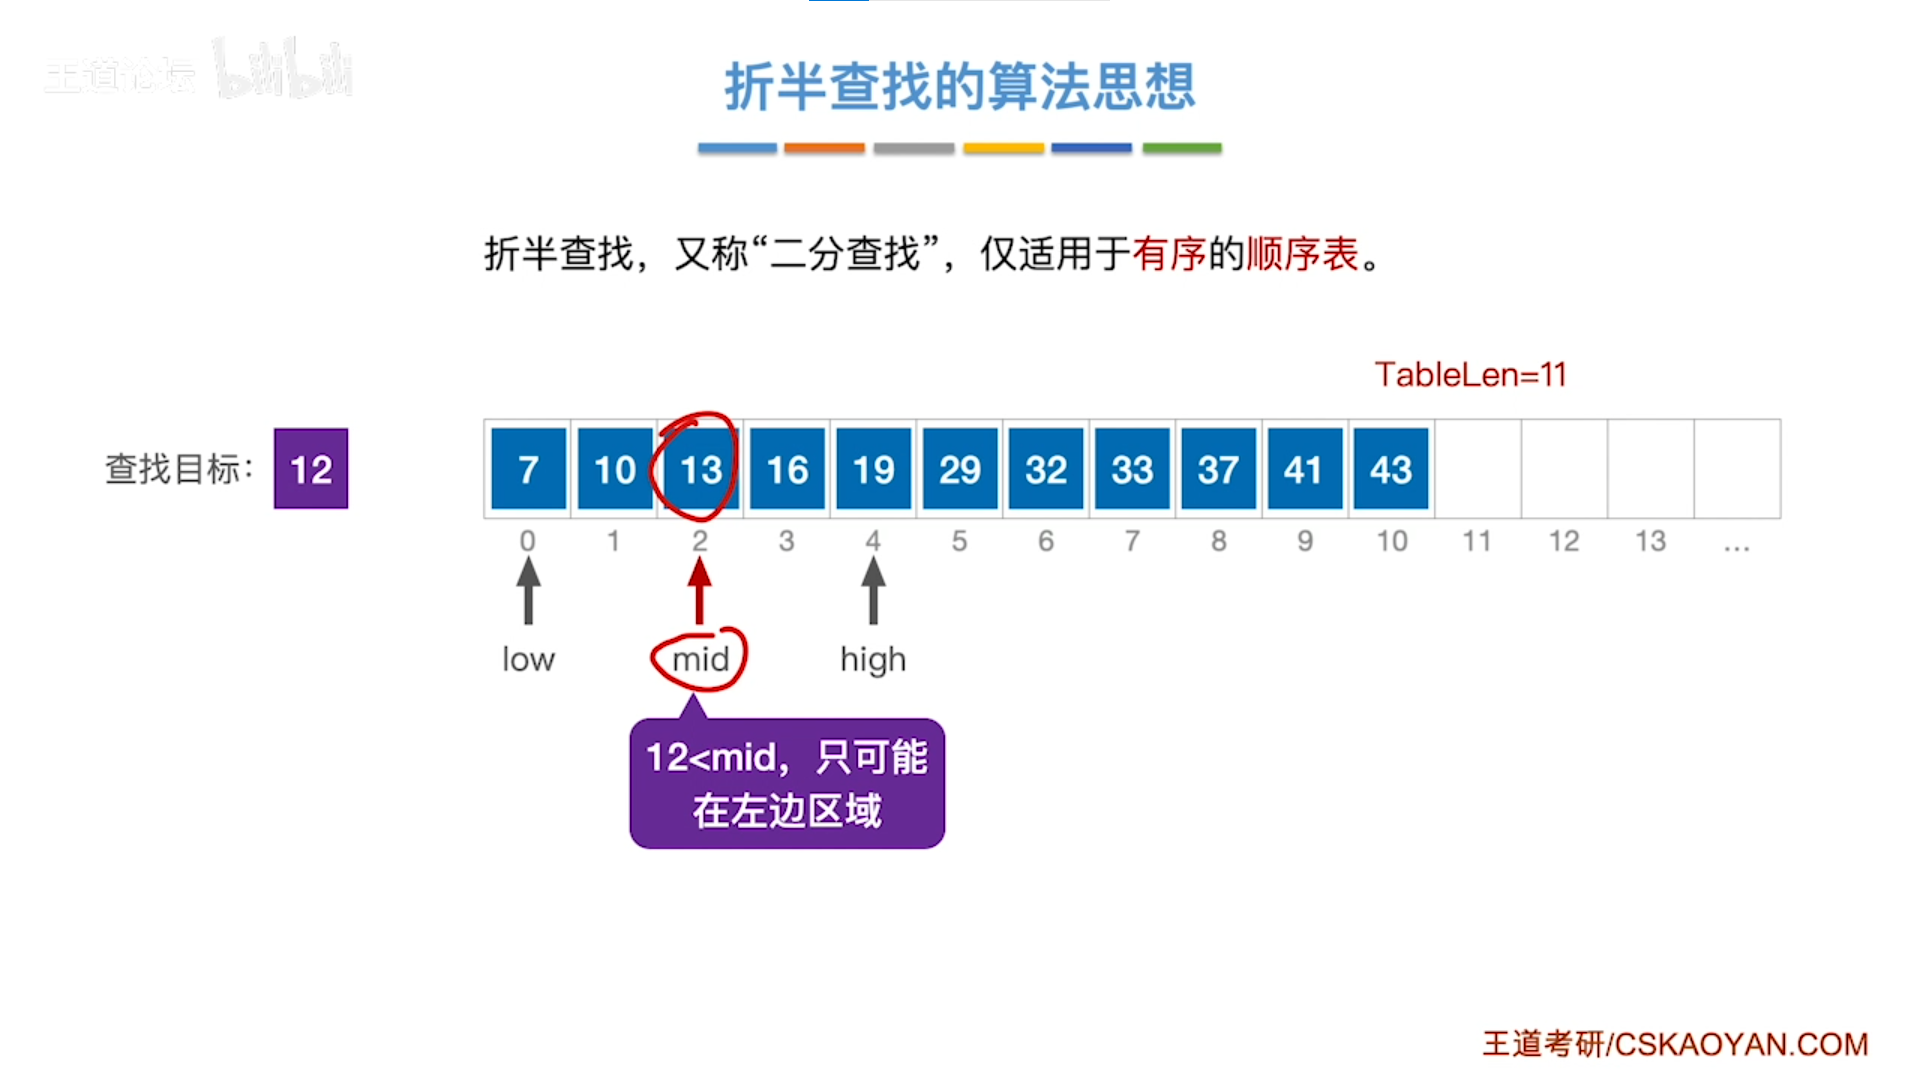 王道论坛 bilibili
折半查找的算法思想
折半查找，又称“二分查找”，仅适用于有序的顺序表。
TableLen=11
查找目标： 12 7 10 13 16 19 29 32 33 37 41 43
0 1 2 3 4 5 6 7 8 9 10 11 12 13 …
low mid high
12<mid，只可能
在左边区域
王道考研/CSKAOYAN.COM